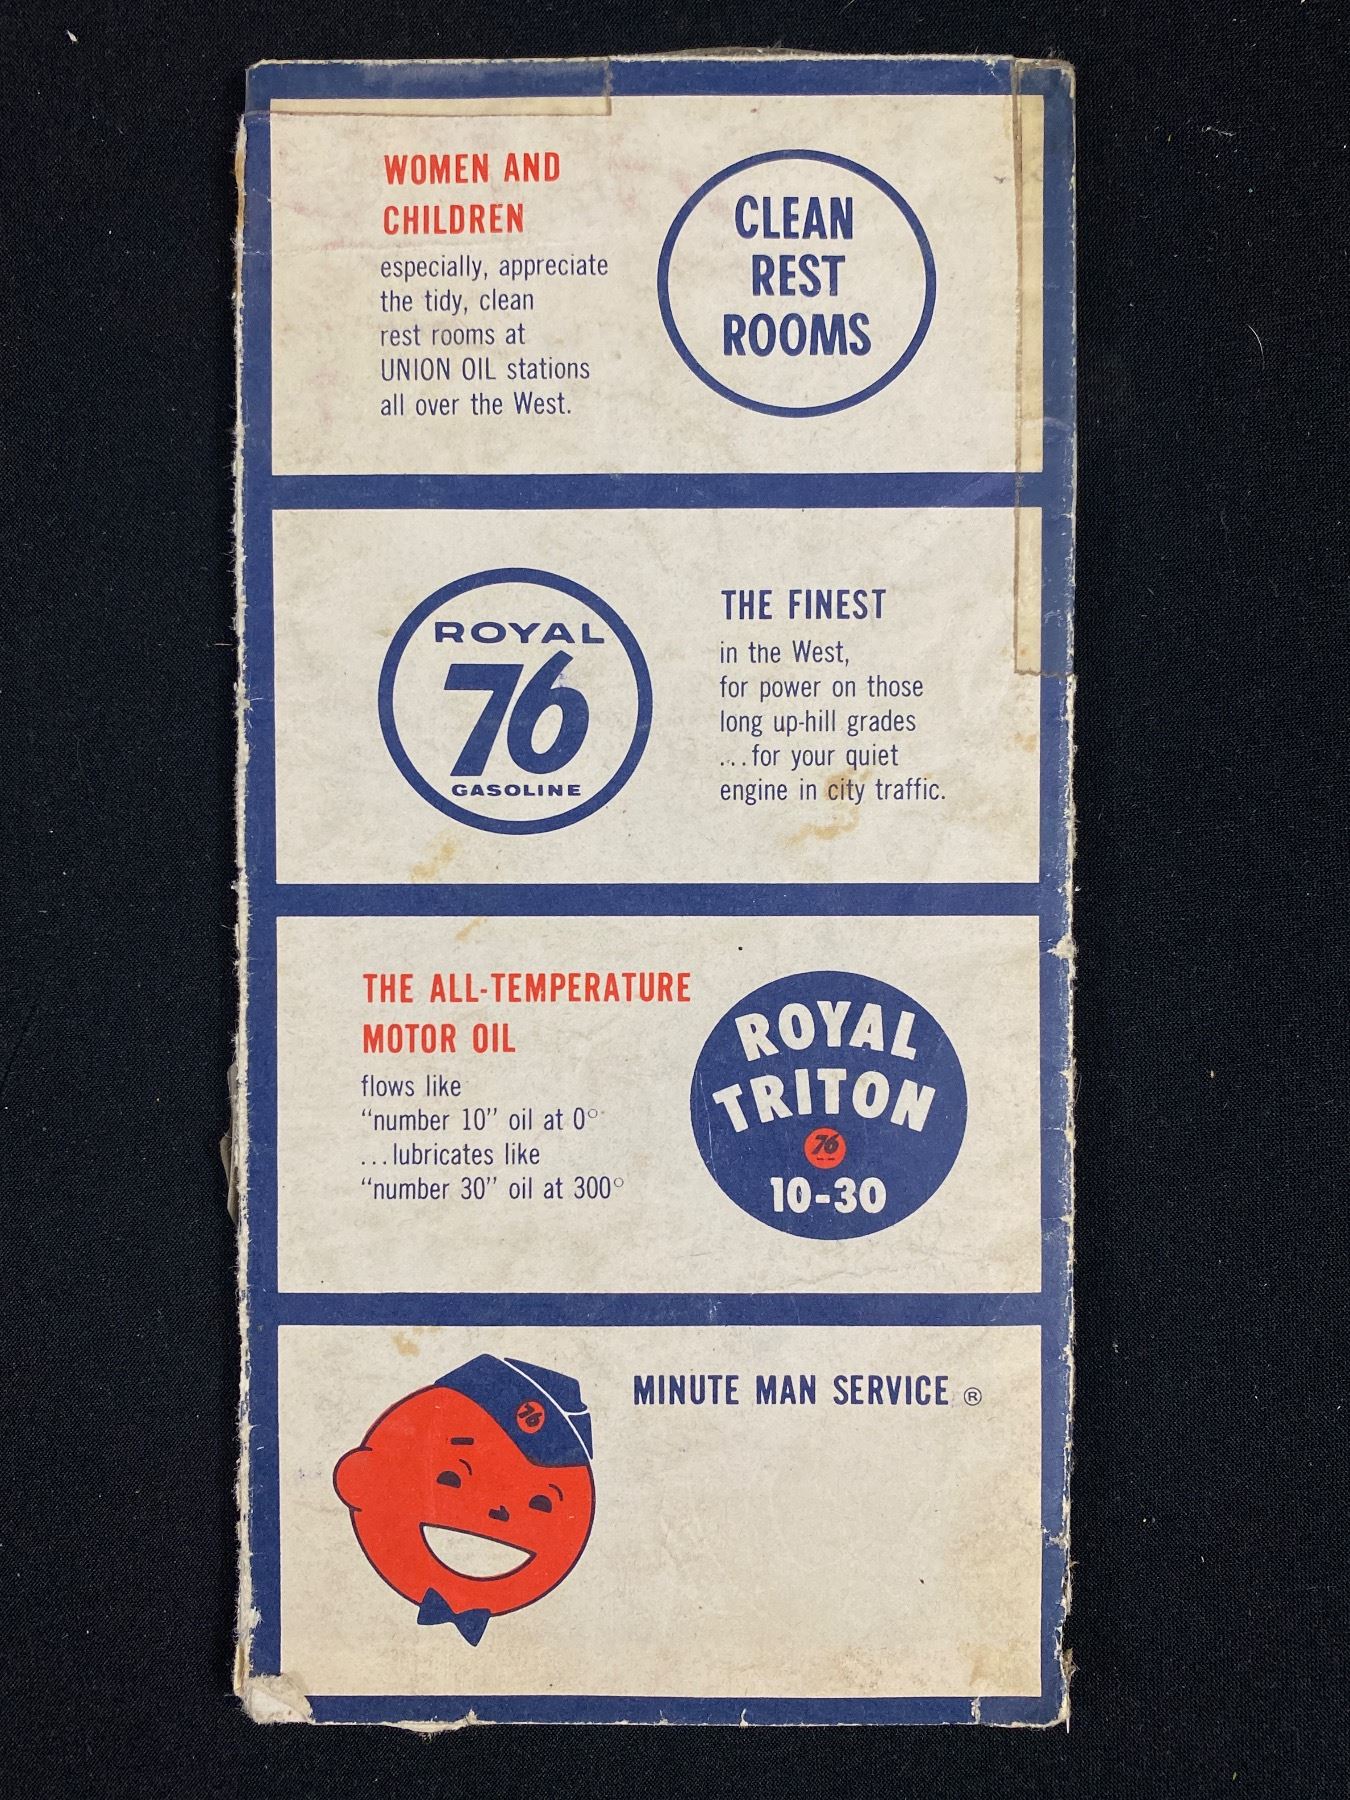 WOMEN AND
CHILDREN
especially, appreciate
the tidy, clean
rest rooms at
UNION OIL stations
all over the West.
CLEAN
REST
ROOMS
ROYAL
76
GASOLINE
THE FINEST
in the West,
for power on those
long up-hill grades
...for your quiet
engine in city traffic.
THE ALL-TEMPERATURE
MOTOR OIL
flows like
“number 10” oil at 0°
...lubricates like
“number 30” oil at 300°
ROYAL
TRITON
76
10-30
76
MINUTE MAN SERVICE ®